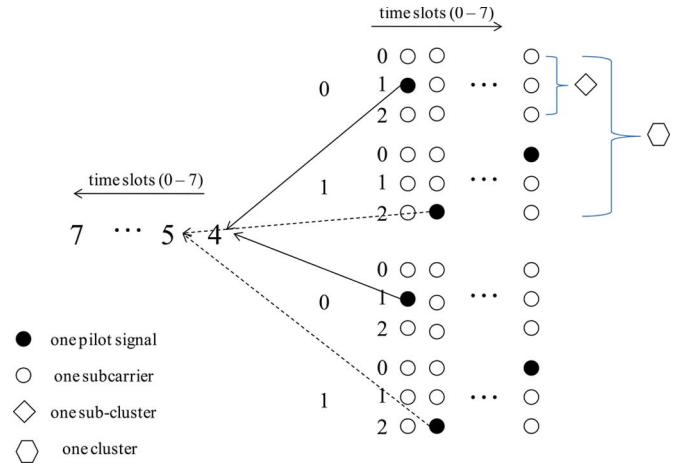 time slots (0 – 7)
0
0
1 ...
2
1
0
1 ...
2
time slots (0 – 7)
7 ... 5 4
0
0
1 ...
2
1
0
1 ...
2
one pilot signal
one subcarrier
one sub-cluster
one cluster